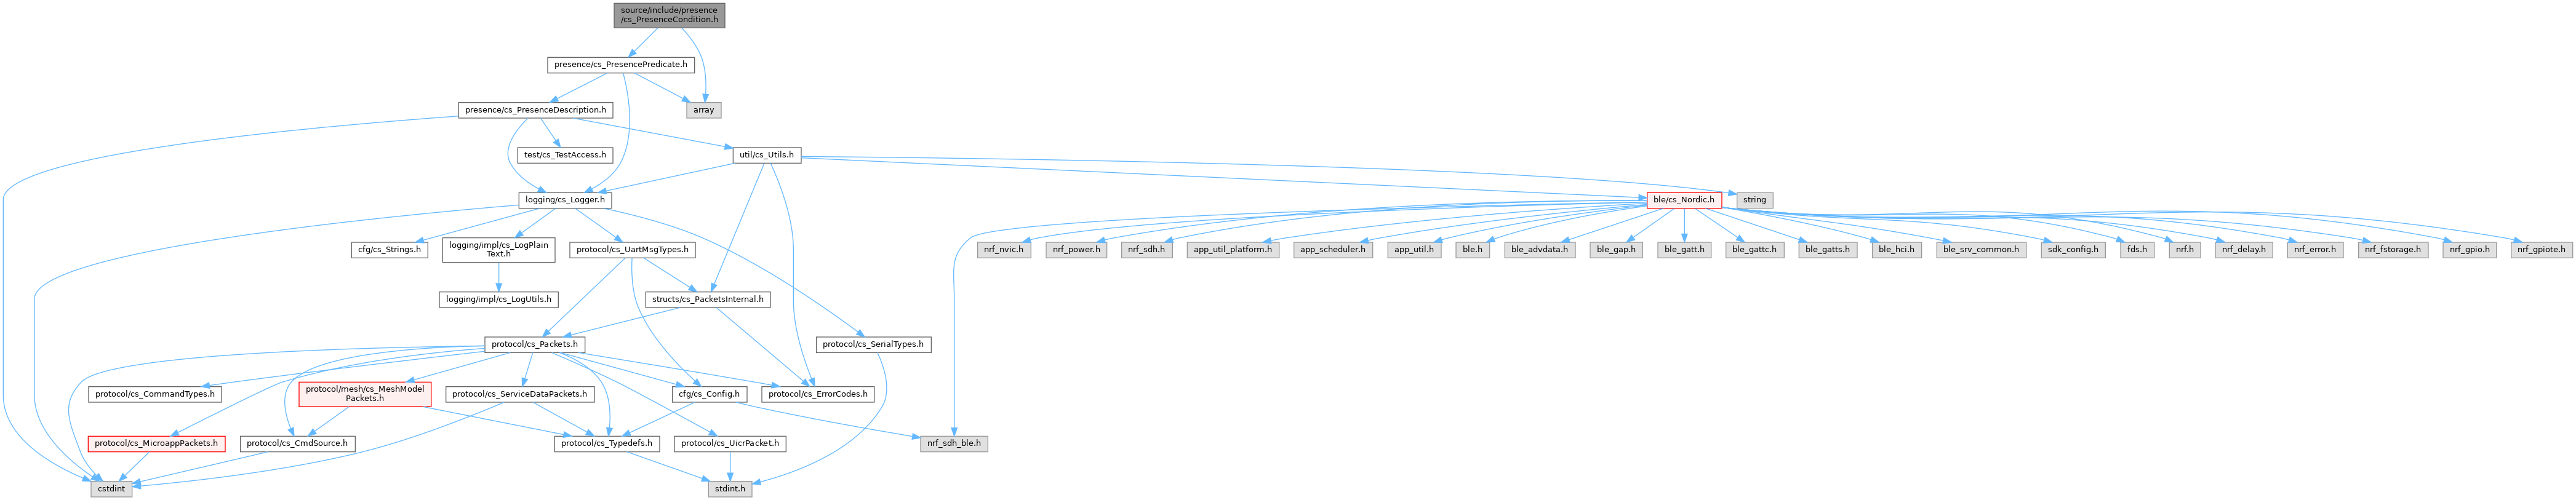 source/include/presence
/cs_PresenceCondition.h
presence/cs_PresencePredicate.h
presence/cs_PresenceDescription.h
array
test/cs_TestAccess.h
util/cs_Utils.h
logging/cs_Logger.h
ble/cs_Nordic.h
string
cfg/cs_Strings.h
logging/impl/cs_LogPlain
Text.h
protocol/cs_UartMsgTypes.h
nrf_nvic.h
nrf_power.h
nrf_sdh.h
app_util_platform.h
app_scheduler.h
app_util.h
ble.h
ble_advdata.h
ble_gap.h
ble_gatt.h
ble_gattc.h
ble_gatts.h
ble_hci.h
ble_srv_common.h
sdk_config.h
fds.h
nrf.h
nrf_delay.h
nrf_error.h
nrf_fstorage.h
nrf_gpio.h
nrf_gpiote.h
logging/impl/cs_LogUtils.h
structs/cs_PacketsInternal.h
protocol/cs_Packets.h
protocol/cs_SerialTypes.h
protocol/cs_CommandTypes.h
protocol/mesh/cs_MeshModel
Packets.h
protocol/cs_ServiceDataPackets.h
cfg/cs_Config.h
protocol/cs_ErrorCodes.h
protocol/cs_MicroappPackets.h
protocol/cs_CmdSource.h
protocol/cs_Typedefs.h
protocol/cs_UicrPacket.h
nrf_sdh_ble.h
cstdint
stdint.h